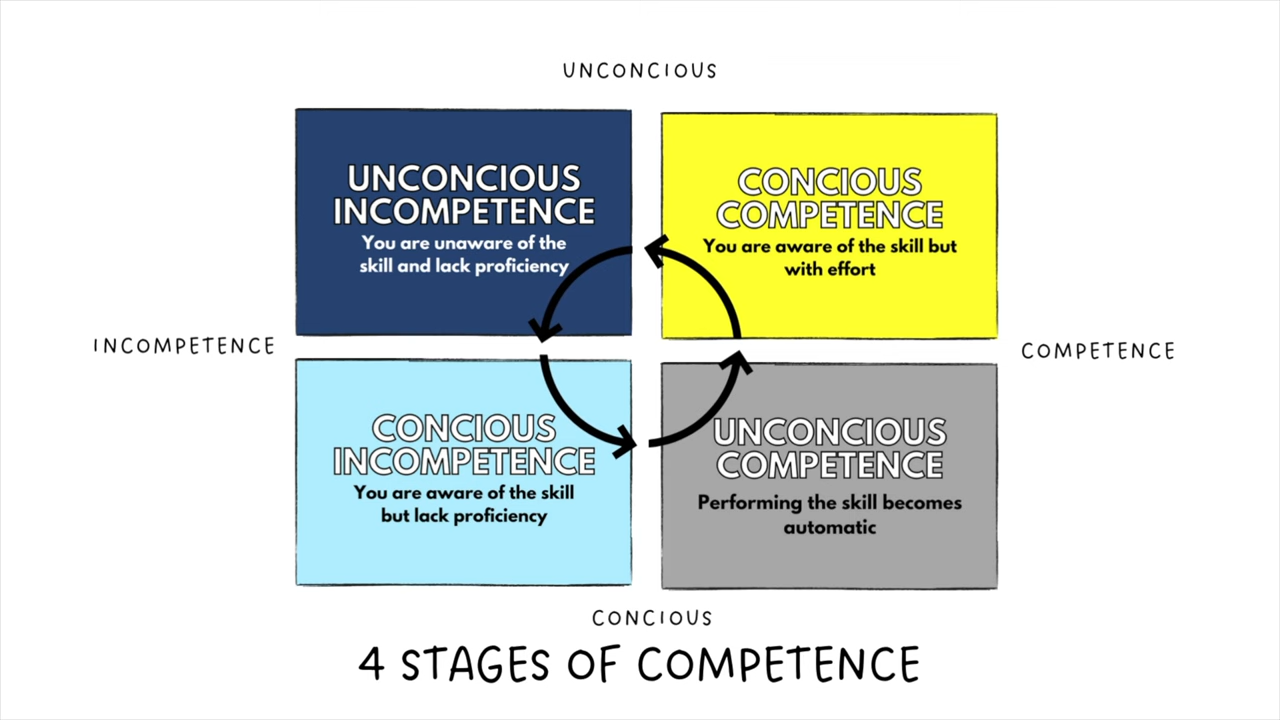 UNCONCIOUS
UNCONCIOUS
INCOMPETENCE
You are unaware of the
skill and lack proficiency
CONCIOUS
COMPETENCE
You are aware of the skill but
with effort
INCOMPETENCE
COMPETENCE
CONCIOUS
INCOMPETENCE
You are aware of the skill
but lack proficiency
UNCONCIOUS
COMPETENCE
Performing the skill becomes
automatic
CONCIOUS
4 STAGES OF COMPETENCE